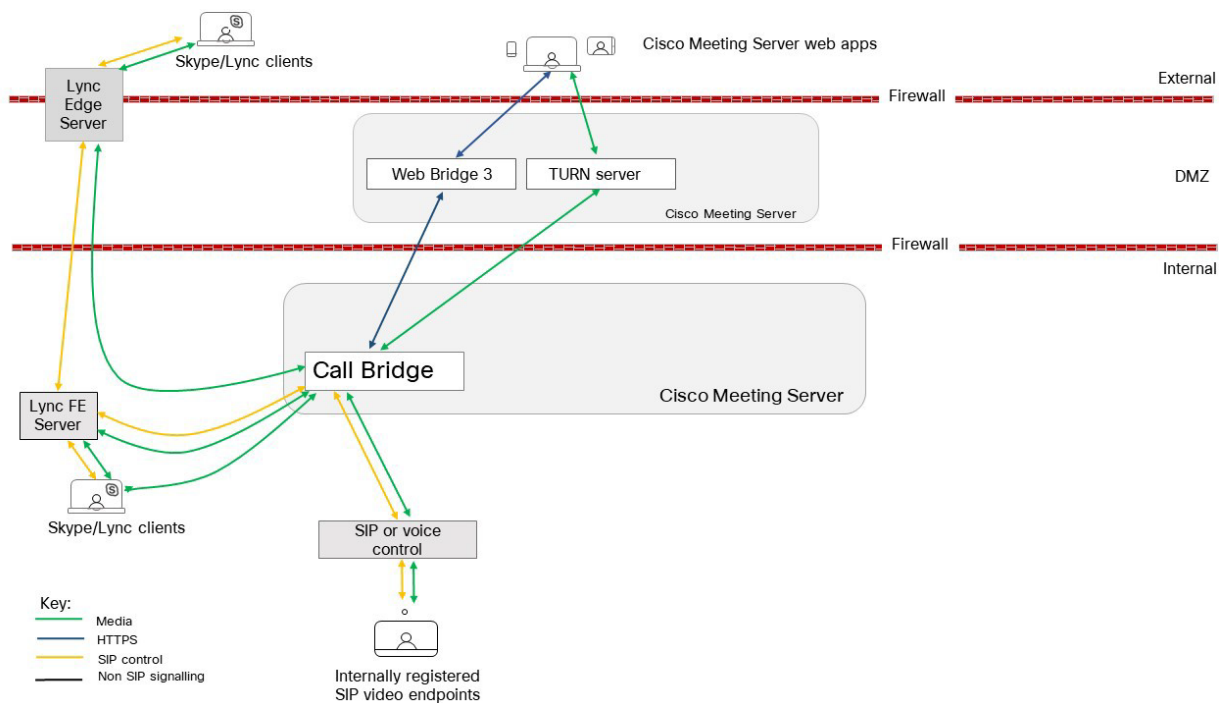 Skype/Lync clients
Cisco Meeting Server web apps
External
Lync
Edge
Server
Firewall
Web Bridge 3
TURN server
DMZ
Cisco Meeting Server
Firewall
Internal
Call Bridge
Cisco Meeting Server
Lync FE
Server
Skype/Lync clients
SIP or voice
control
Internally registered
SIP video endpoints
Key:
Media
HTTPS
SIP control
Non SIP signalling